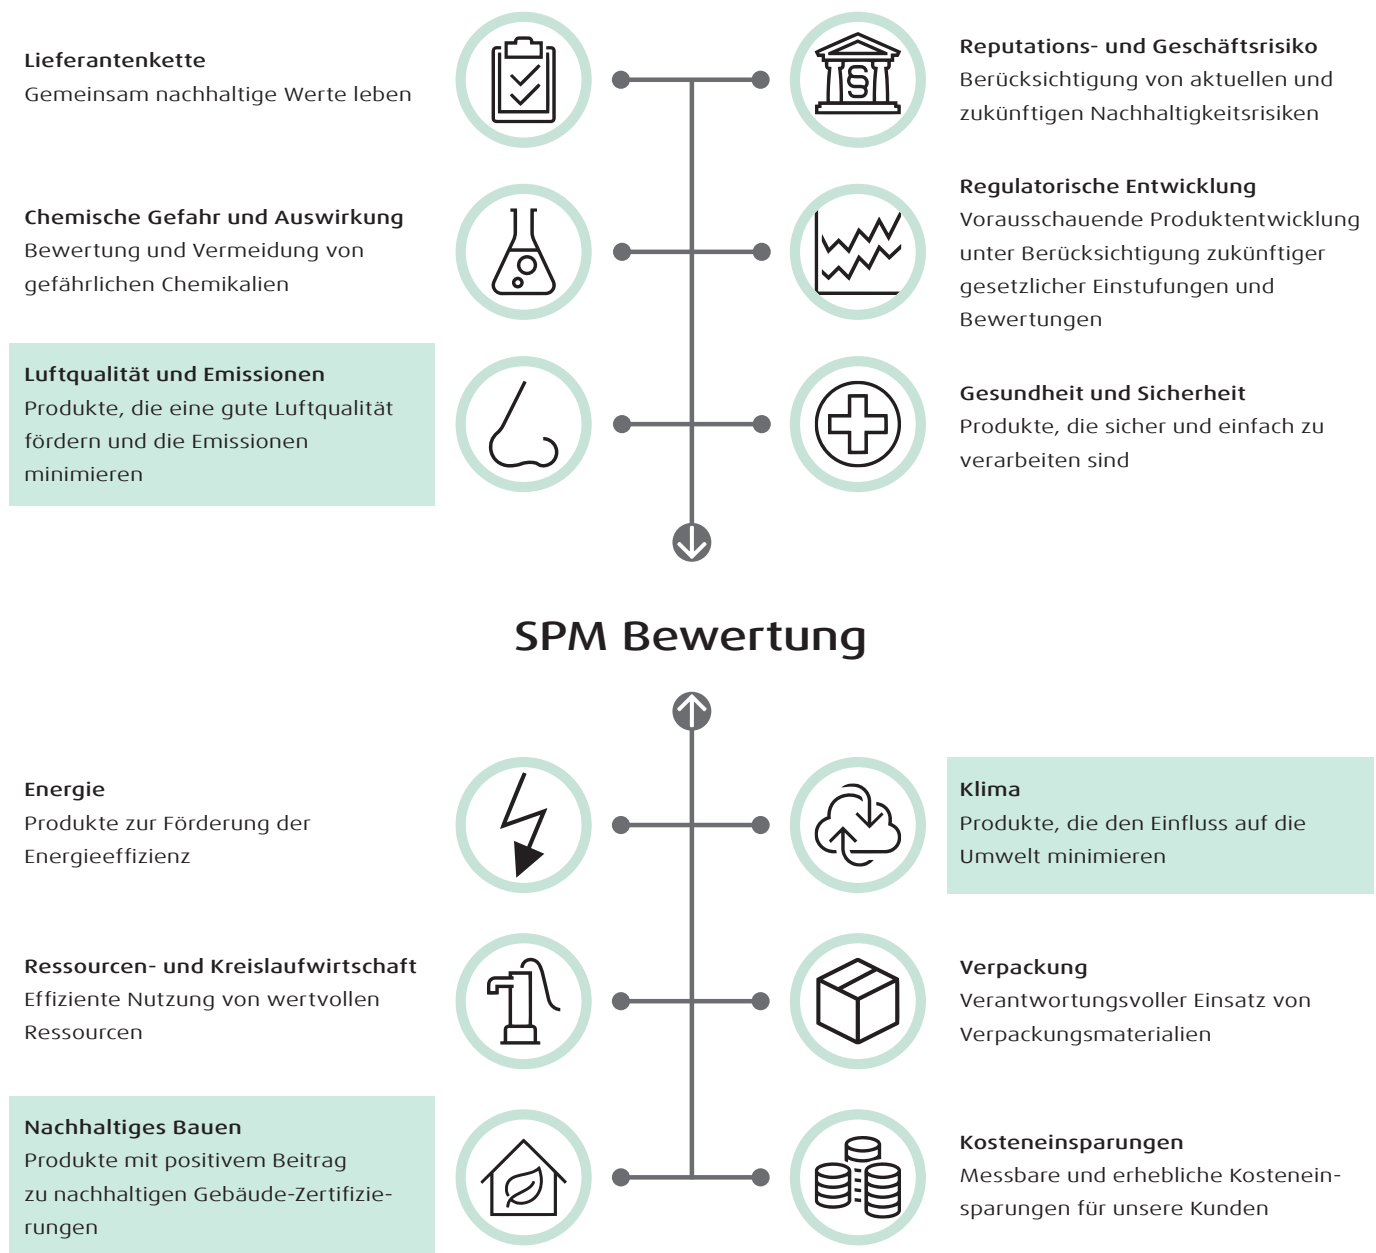 Lieferantenkette
Gemeinsam nachhaltige Werte leben
Reputations- und Geschäftsrisiko
Berücksichtigung von aktuellen und
zukünftigen Nachhaltigkeitsrisiken
Chemische Gefahr und Auswirkung
Bewertung und Vermeidung von
gefährlichen Chemikalien
Regulatorische Entwicklung
Vorausschauende Produktentwicklung
unter Berücksichtigung zukünftiger
gesetzlicher Einstufungen und
Bewertungen
Luftqualität und Emissionen
Produkte, die eine gute Luftqualität
fördern und die Emissionen
minimieren
§
Gesundheit und Sicherheit
Produkte, die sicher und einfach zu
verarbeiten sind
SPM Bewertung
Energie
Produkte zur Förderung der
Energieeffizienz
Klima
Produkte, die den Einfluss auf die
Umwelt minimieren
Ressourcen- und Kreislaufwirtschaft
Effiziente Nutzung von wertvollen
Ressourcen
Verpackung
Verantwortungsvoller Einsatz von
Verpackungsmaterialien
Nachhaltiges Bauen
Produkte mit positivem Beitrag
zu nachhaltigen Gebäude-Zertifizie-
rungen
Kosteneinsparungen
Messbare und erhebliche Kostenein-
sparungen für unsere Kunden